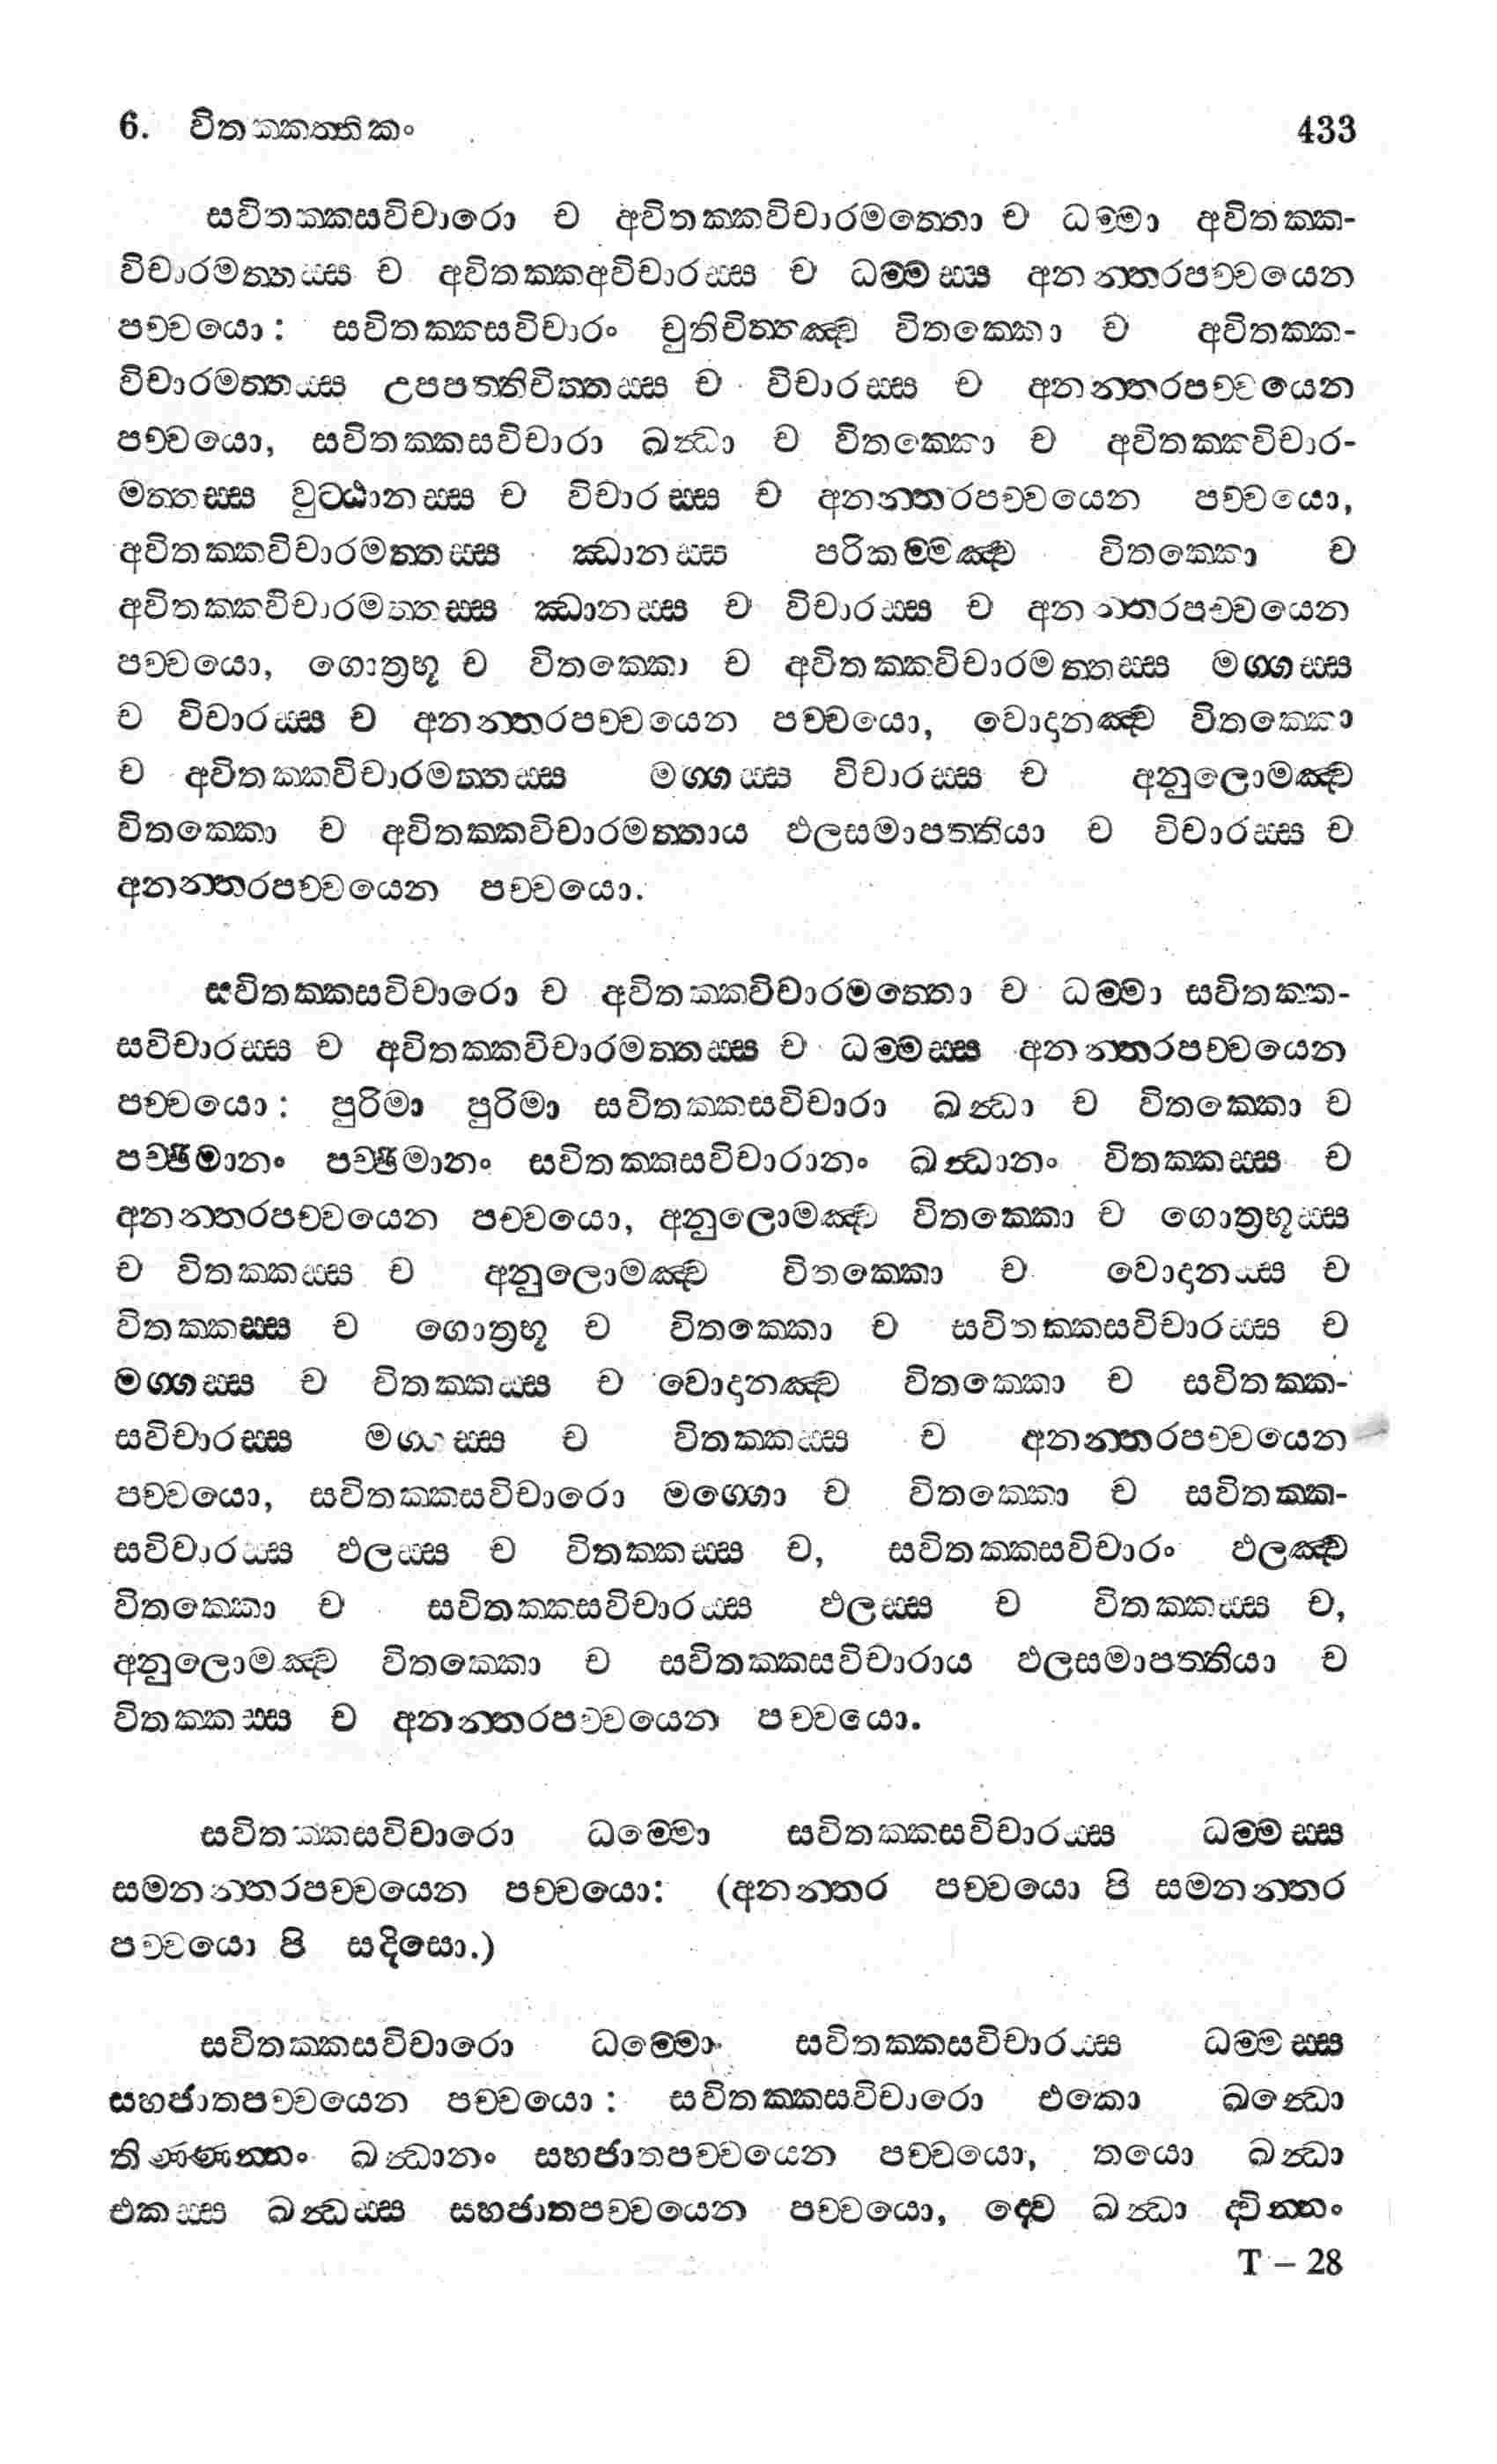 6. විතක්කත්තිකං 433
සවිතක්කසවිචාරො ච අවිතක්කවිචාරමත්තො ච ධම්මා අවිතක්ක-
විචාරමත්තස්ස ච අවිතක්කඅවිචාරස්ස ච ධම්මස්ස අනන්තරපච්චයෙන
පච්චයො: සවිතක්කසවිචාරං චුතිචිත්තඤ්ච විතක්කො ච අවිතක්ක-
විචාරමත්තස්ස උපපත්තිචිත්තස්ස ච විචාරස්ස ච අනන්තරපච්චයෙන
පච්චයො, සවිතක්කසවිචාරා ඛන්ධා ච විතක්කො ච අවිතක්කවිචාර-
මත්තස්ස වුට්ඨානස්ස ච විචාරස්ස ච අනන්තරපච්චයෙන පච්චයො,
අවිතක්කවිචාරමත්තස්ස ඣානස්ස පරිකම්මඤ්ච විතක්කො ච
අවිතක්කවිචාරමත්තස්ස ඣානස්ස ච විචාරස්ස ච අනන්තරපච්චයෙන
පච්චයො, ගොත්‍රභූ ච විතක්කො ච අවිතක්කවිචාරමත්තස්ස මග්ගස්ස
ච විචාරස්ස ච අනන්තරපච්චයෙන පච්චයො, වොදානඤ්ච විතක්කො
ච අවිතක්කවිචාරමත්තස්ස මග්ගස්ස විචාරස්ස ච අනුලොමඤ්ච
විතක්කො ච අවිතක්කවිචාරමත්තාය ඵලසමාපත්තියා ච විචාරස්ස ච
අනන්තරපච්චයෙන පච්චයො.
සවිතක්කසවිචාරො ච අවිතක්කවිචාරමත්තො ච ධම්මා සවිතක්ක-
සවිචාරස්ස ච අවිතක්කවිචාරමත්තස්ස ච ධම්මස්ස අනන්තරපච්චයෙන
පච්චයො: පුරිමා පුරිමා සවිතක්කසවිචාරා ඛන්ධා ච විතක්කො ච
පච්ඡිමානං පච්ඡිමානං සවිතක්කසවිචාරානං ඛන්ධානං විතක්කස්ස ච
අනන්තරපච්චයෙන පච්චයො, අනුලොමඤ්ච විතක්කො ච ගොත්‍රභූස්ස
ච විතක්කස්ස ච අනුලොමඤ්ච විතක්කො ච වොදානස්ස ච
විතක්කස්ස ච ගොත්‍රභූ ච විතක්කො ච සවිතක්කසවිචාරස්ස ච
මග්ගස්ස ච විතක්කස්ස ච වොදානඤ්ච විතක්කො ච සවිතක්ක-
සවිචාරස්ස මග්ගස්ස ච විතක්කස්ස ච අනන්තරපච්චයෙන
පච්චයො, සවිතක්කසවිචාරො මග්ගො ච විතක්කො ච සවිතක්ක-
සවිචාරස්ස ඵලස්ස ච විතක්කස්ස ච, සවිතක්කසවිචාරං ඵලඤ්ච
විතක්කො ච සවිතක්කසවිචාරස්ස ඵලස්ස ච විතක්කස්ස ච,
අනුලොමඤ්ච විතක්කො ච සවිතක්කසවිචාරාය ඵලසමාපත්තියා ච
විතක්කස්ස ච අනන්තරපච්චයෙන පච්චයො.
සවිතක්කසවිචාරො ධම්මො සවිතක්කසවිචාරස්ස ධම්මස්ස
සමනන්තරපච්චයෙන පච්චයො: (අනන්තර පච්චයො පි සමනන්තර
පච්චයො පි සදිසො.)
සවිතක්කසවිචාරො ධම්මො සවිතක්කසවිචාරස්ස ධම්මස්ස
සහජාතපච්චයෙන පච්චයො: සවිතක්කසවිචාරො එකො ඛන්ධො
තිණ්ණන්නං ඛන්ධානං සහජාතපච්චයෙන පච්චයො, තයො ඛන්ධා
එකස්ස ඛන්ධස්ස සහජාතපච්චයෙන පච්චයො, ද්වෙ ඛන්ධා ද්වින්නං
T – 28